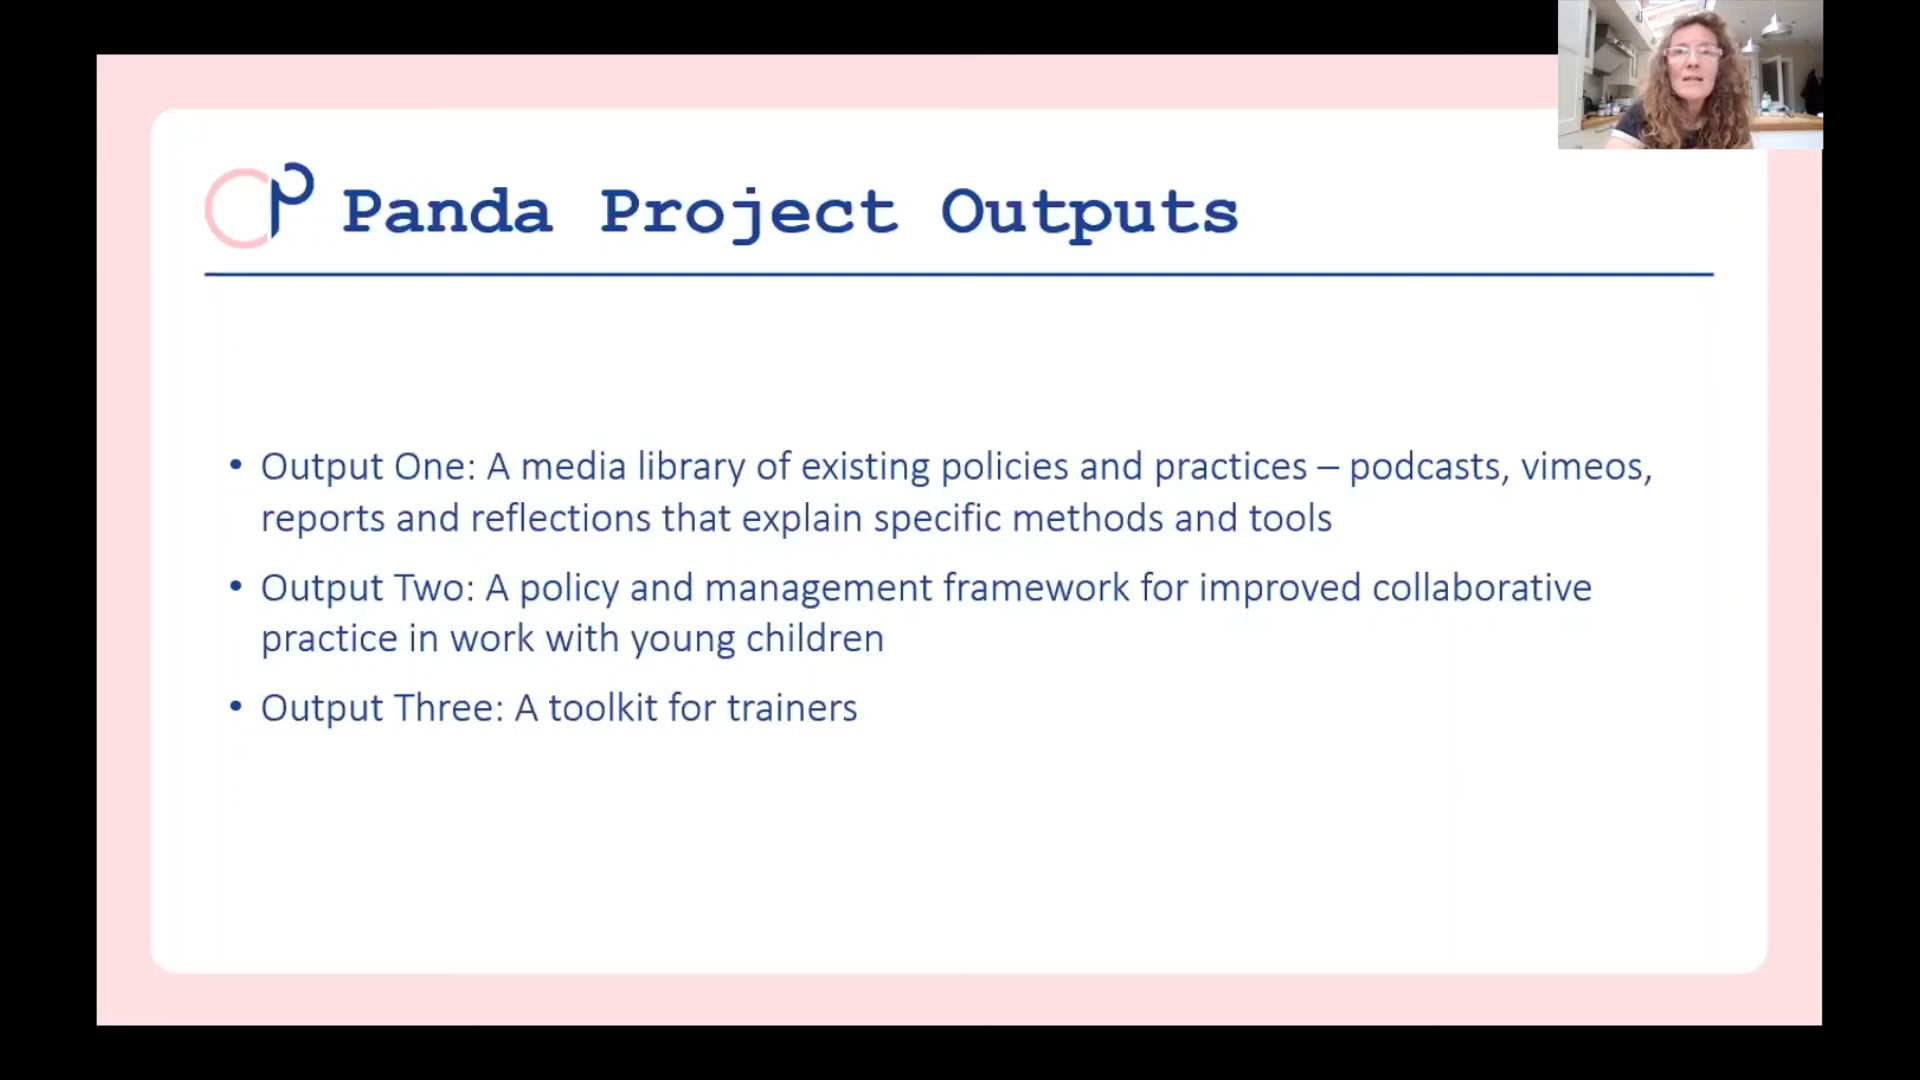 Panda Project Outputs
• Output One: A media library of existing policies and practices – podcasts, vimeos,
reports and reflections that explain specific methods and tools
• Output Two: A policy and management framework for improved collaborative
practice in work with young children
• Output Three: A toolkit for trainers